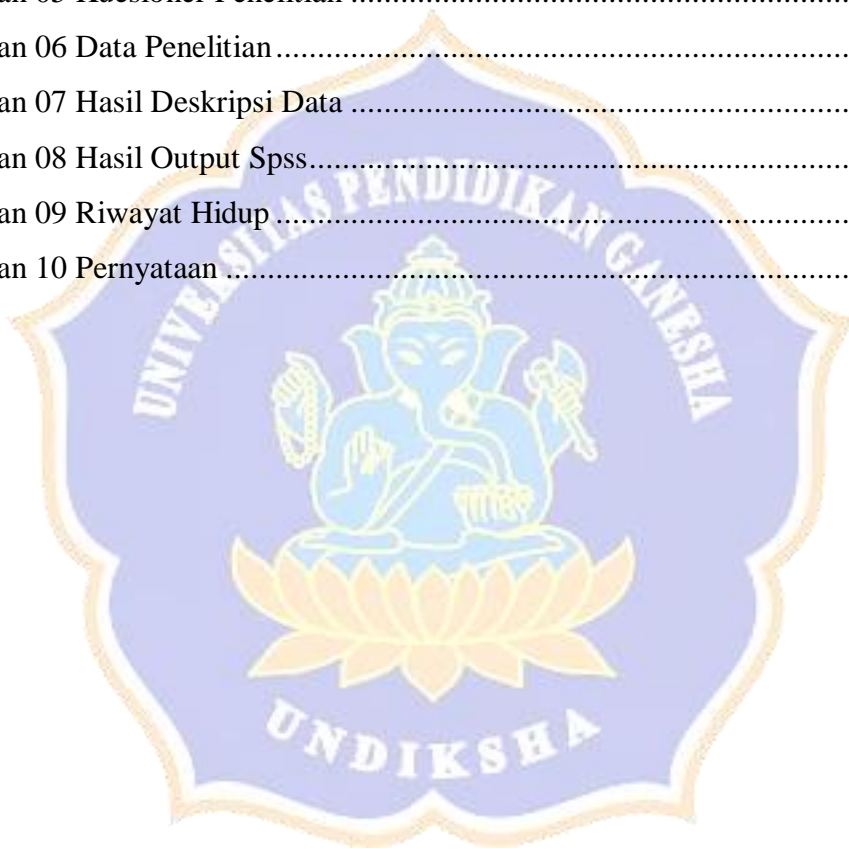 an 05 Kuesioner Penelitian ........................................................................
an 06 Data Penelitian ........................................................................
an 07 Hasil Deskripsi Data ........................................................................
an 08 Hasil Output Spss........................................................................
an 09 Riwayat Hidup ........................................................................
an 10 Pernyataan ........................................................................
UNIVERSITAS PENDIDIKAN GANESHA
UNDIKSHA